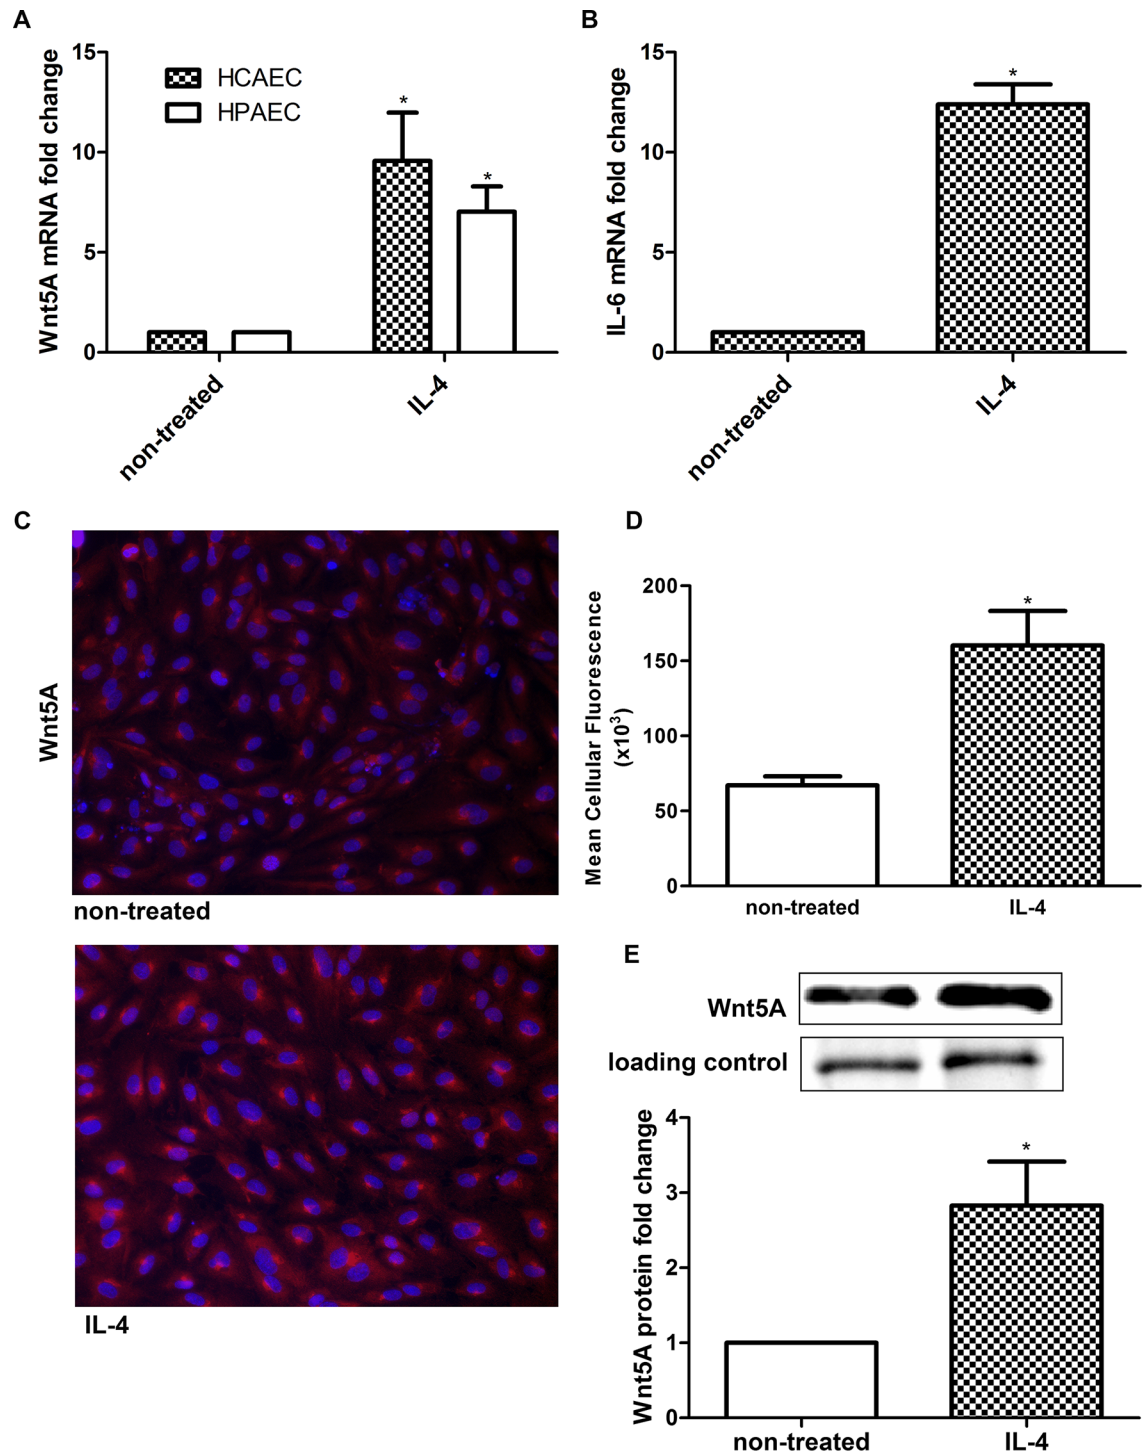 A
15
10
5
0
Wnt5A mRNA fold change
HCAEC
HPAEC
*
*
non-treated
IL-4
B
15
10
5
0
IL-6 mRNA fold change
*
non-treated
IL-4
C
Wnt5A
non-treated
IL-4
D
200
150
100
50
0
Mean Cellular Fluorescence
(x10³)
*
non-treated
IL-4
E
Wnt5A
loading control
4
3
2
1
0
Wnt5A protein fold change
*
non-treated
IL-4